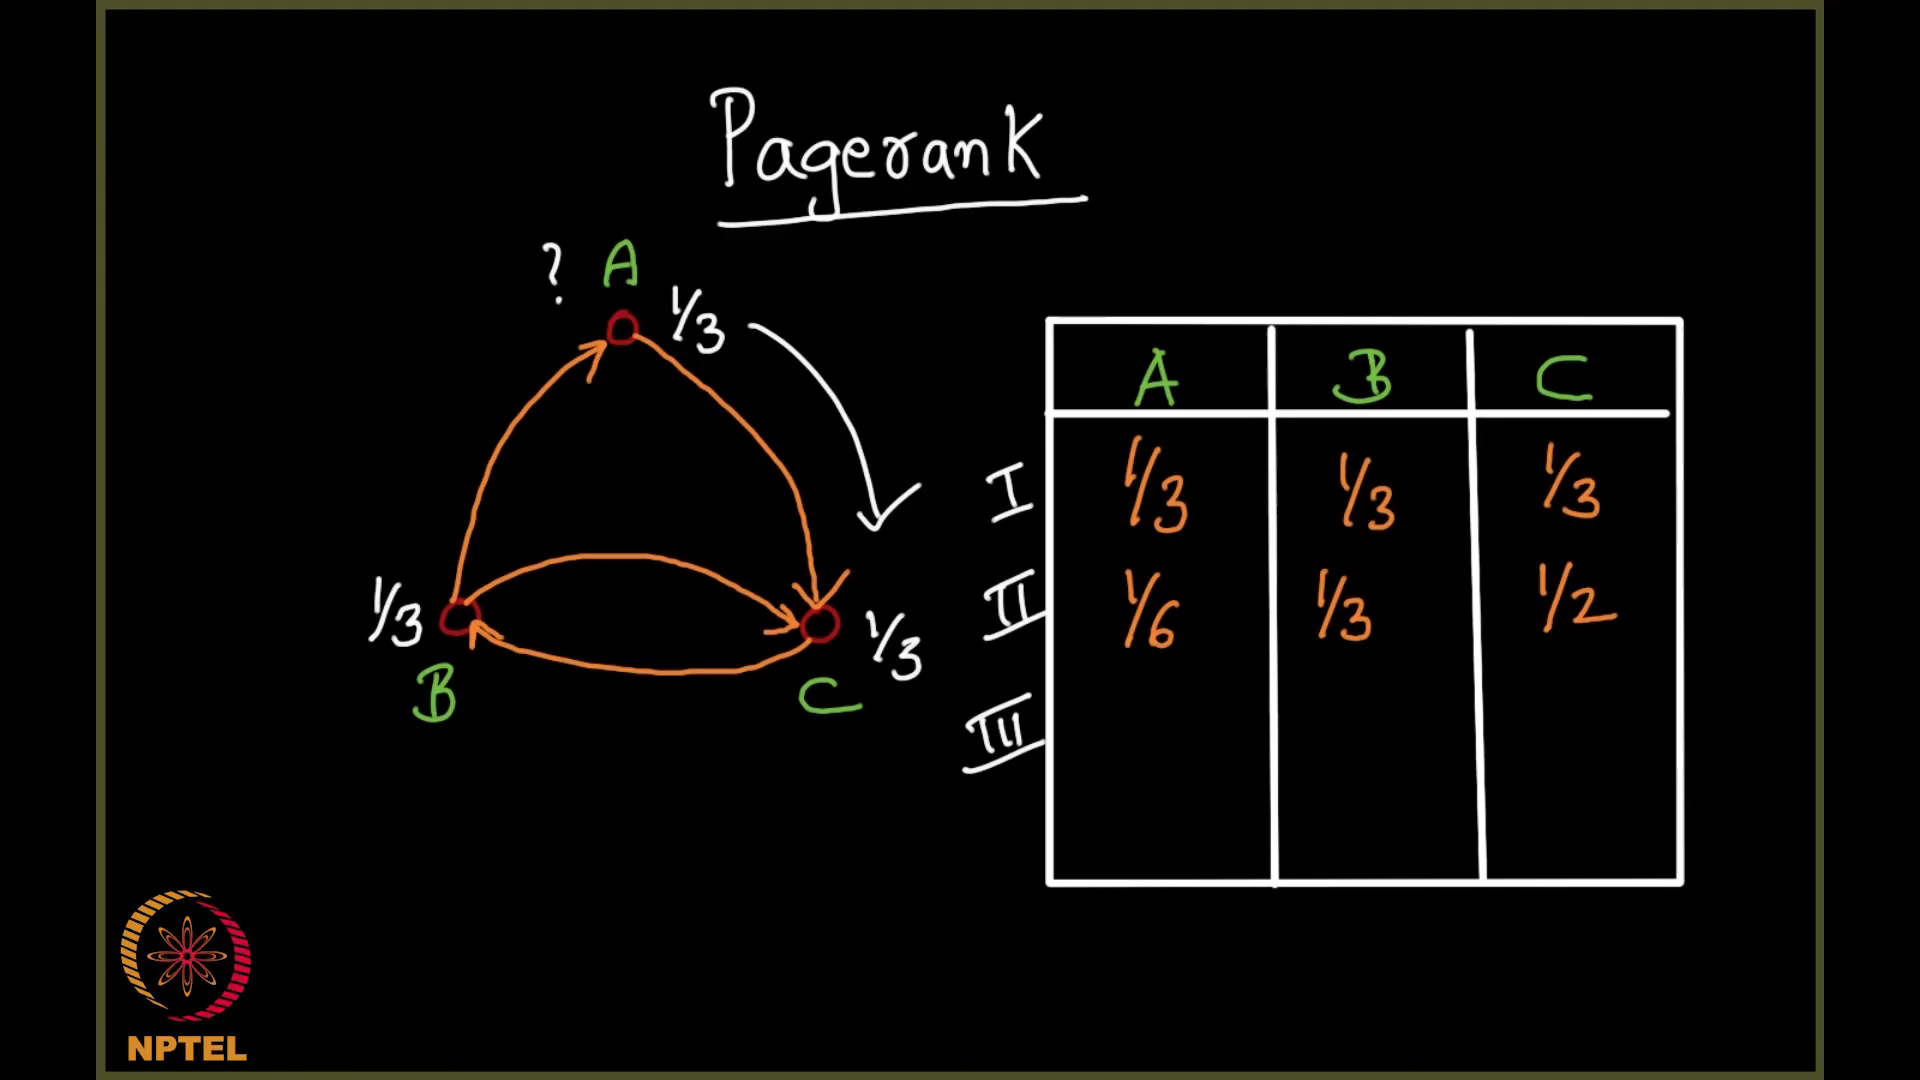 Pagerank
? A
1/3
1/3
B
1/3
C
A B C
I 1/3 1/3 1/3
II 1/6 1/3 1/2
III
NPTEL